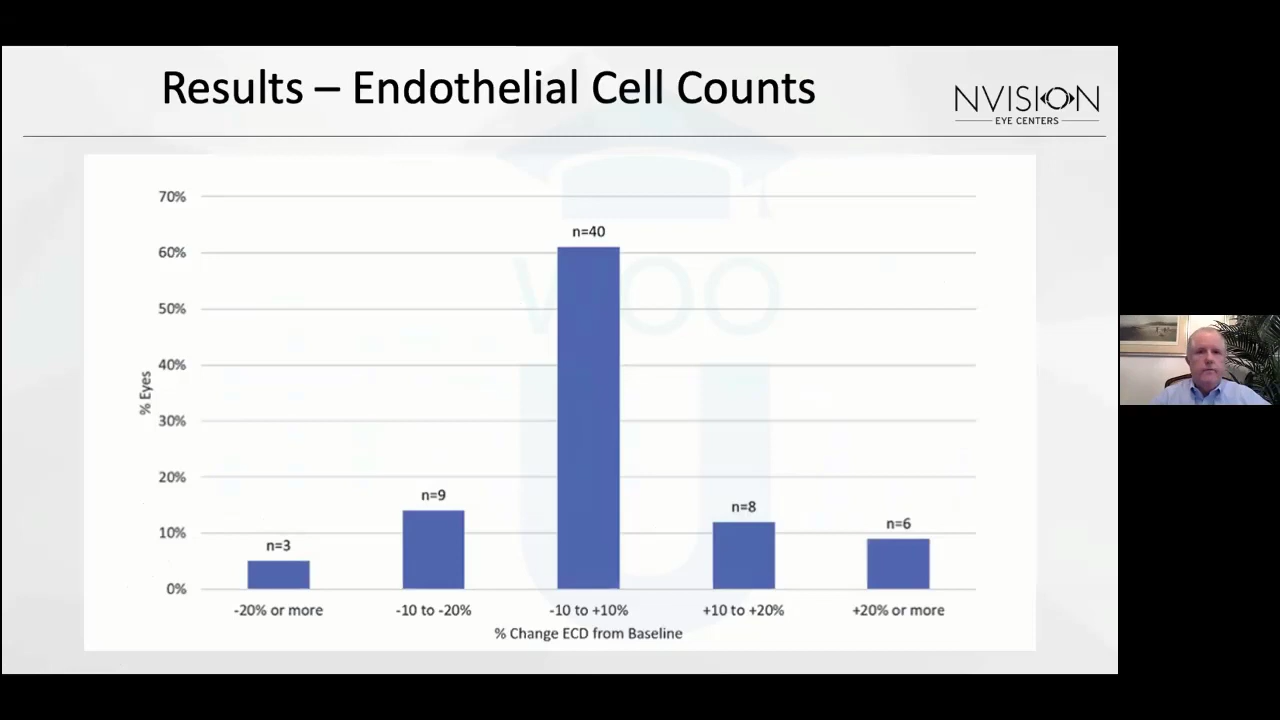 Results – Endothelial Cell Counts
NVISION
EYE CENTERS
70%
60%
50%
40%
30%
20%
10%
0%
% Eyes
n=3
n=9
n=40
n=8
n=6
-20% or more
-10 to -20%
-10 to +10%
+10 to +20%
+20% or more
% Change ECD from Baseline
WOO
U